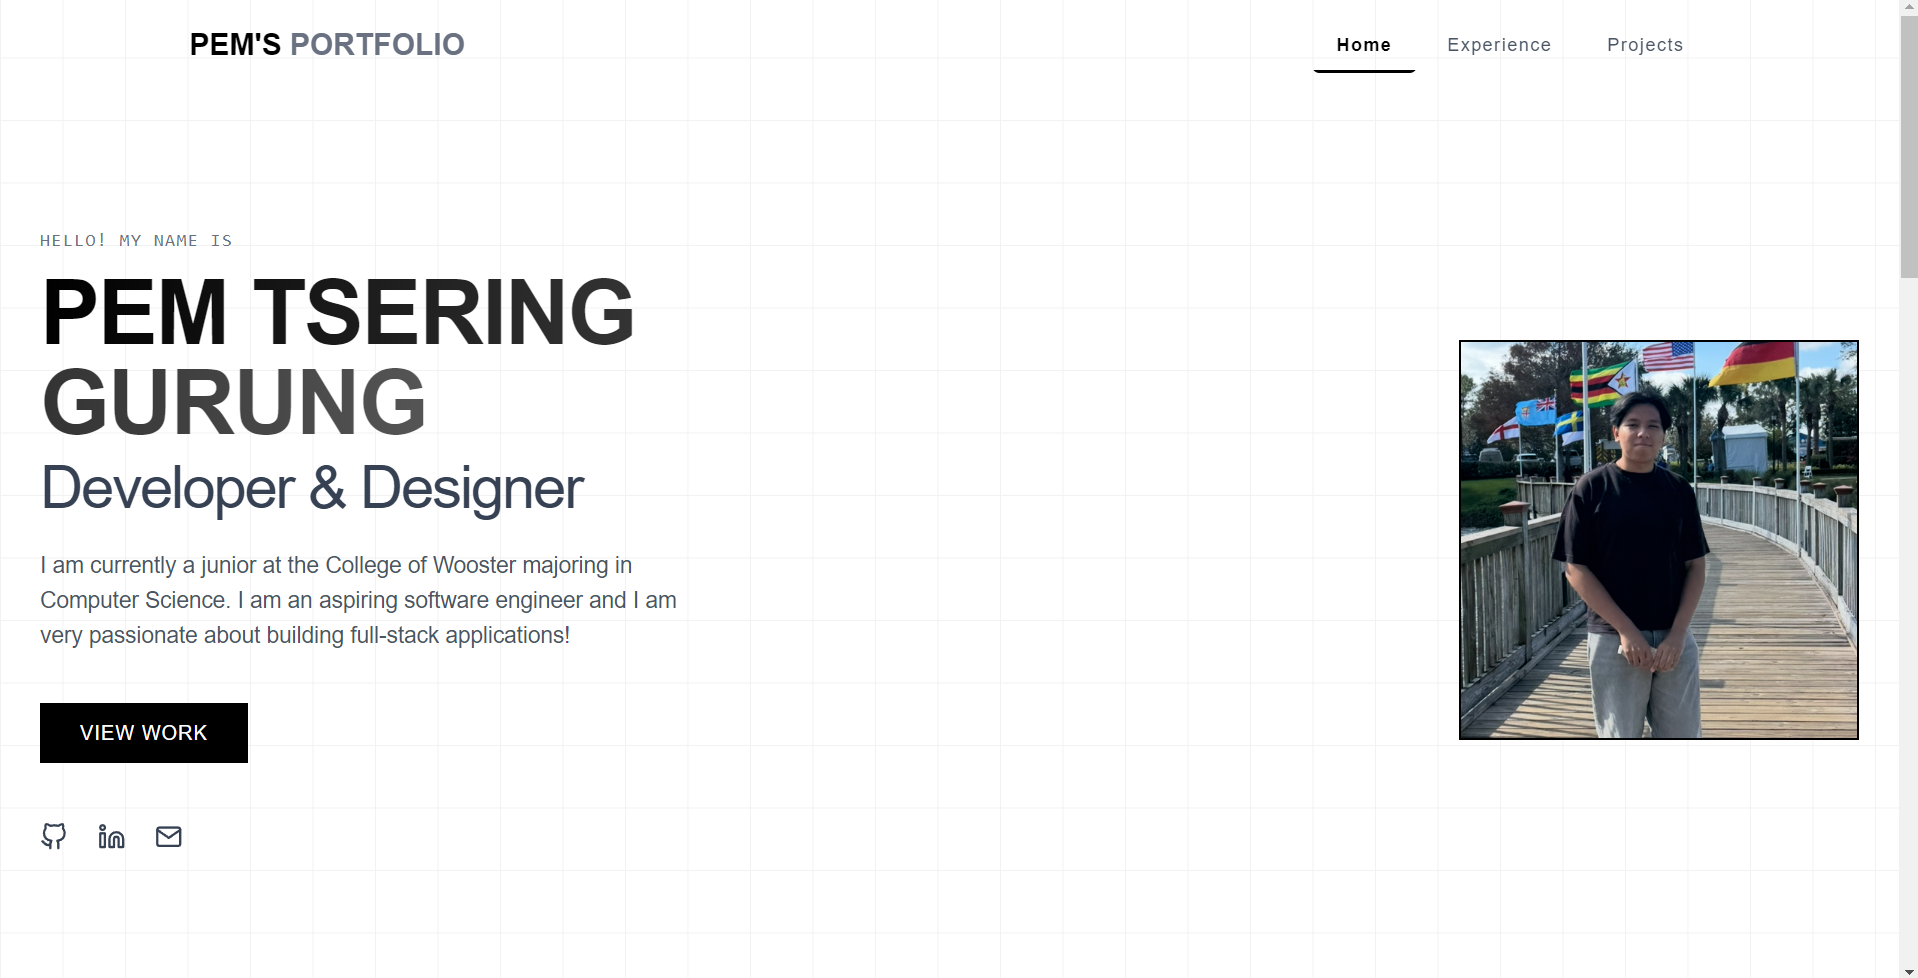 PEM'S PORTFOLIO
Home Experience Projects
HELLO! MY NAME IS
PEM TSERING
GURUNG
Developer & Designer
I am currently a junior at the College of Wooster majoring in
Computer Science. I am an aspiring software engineer and I am
very passionate about building full-stack applications!
VIEW WORK